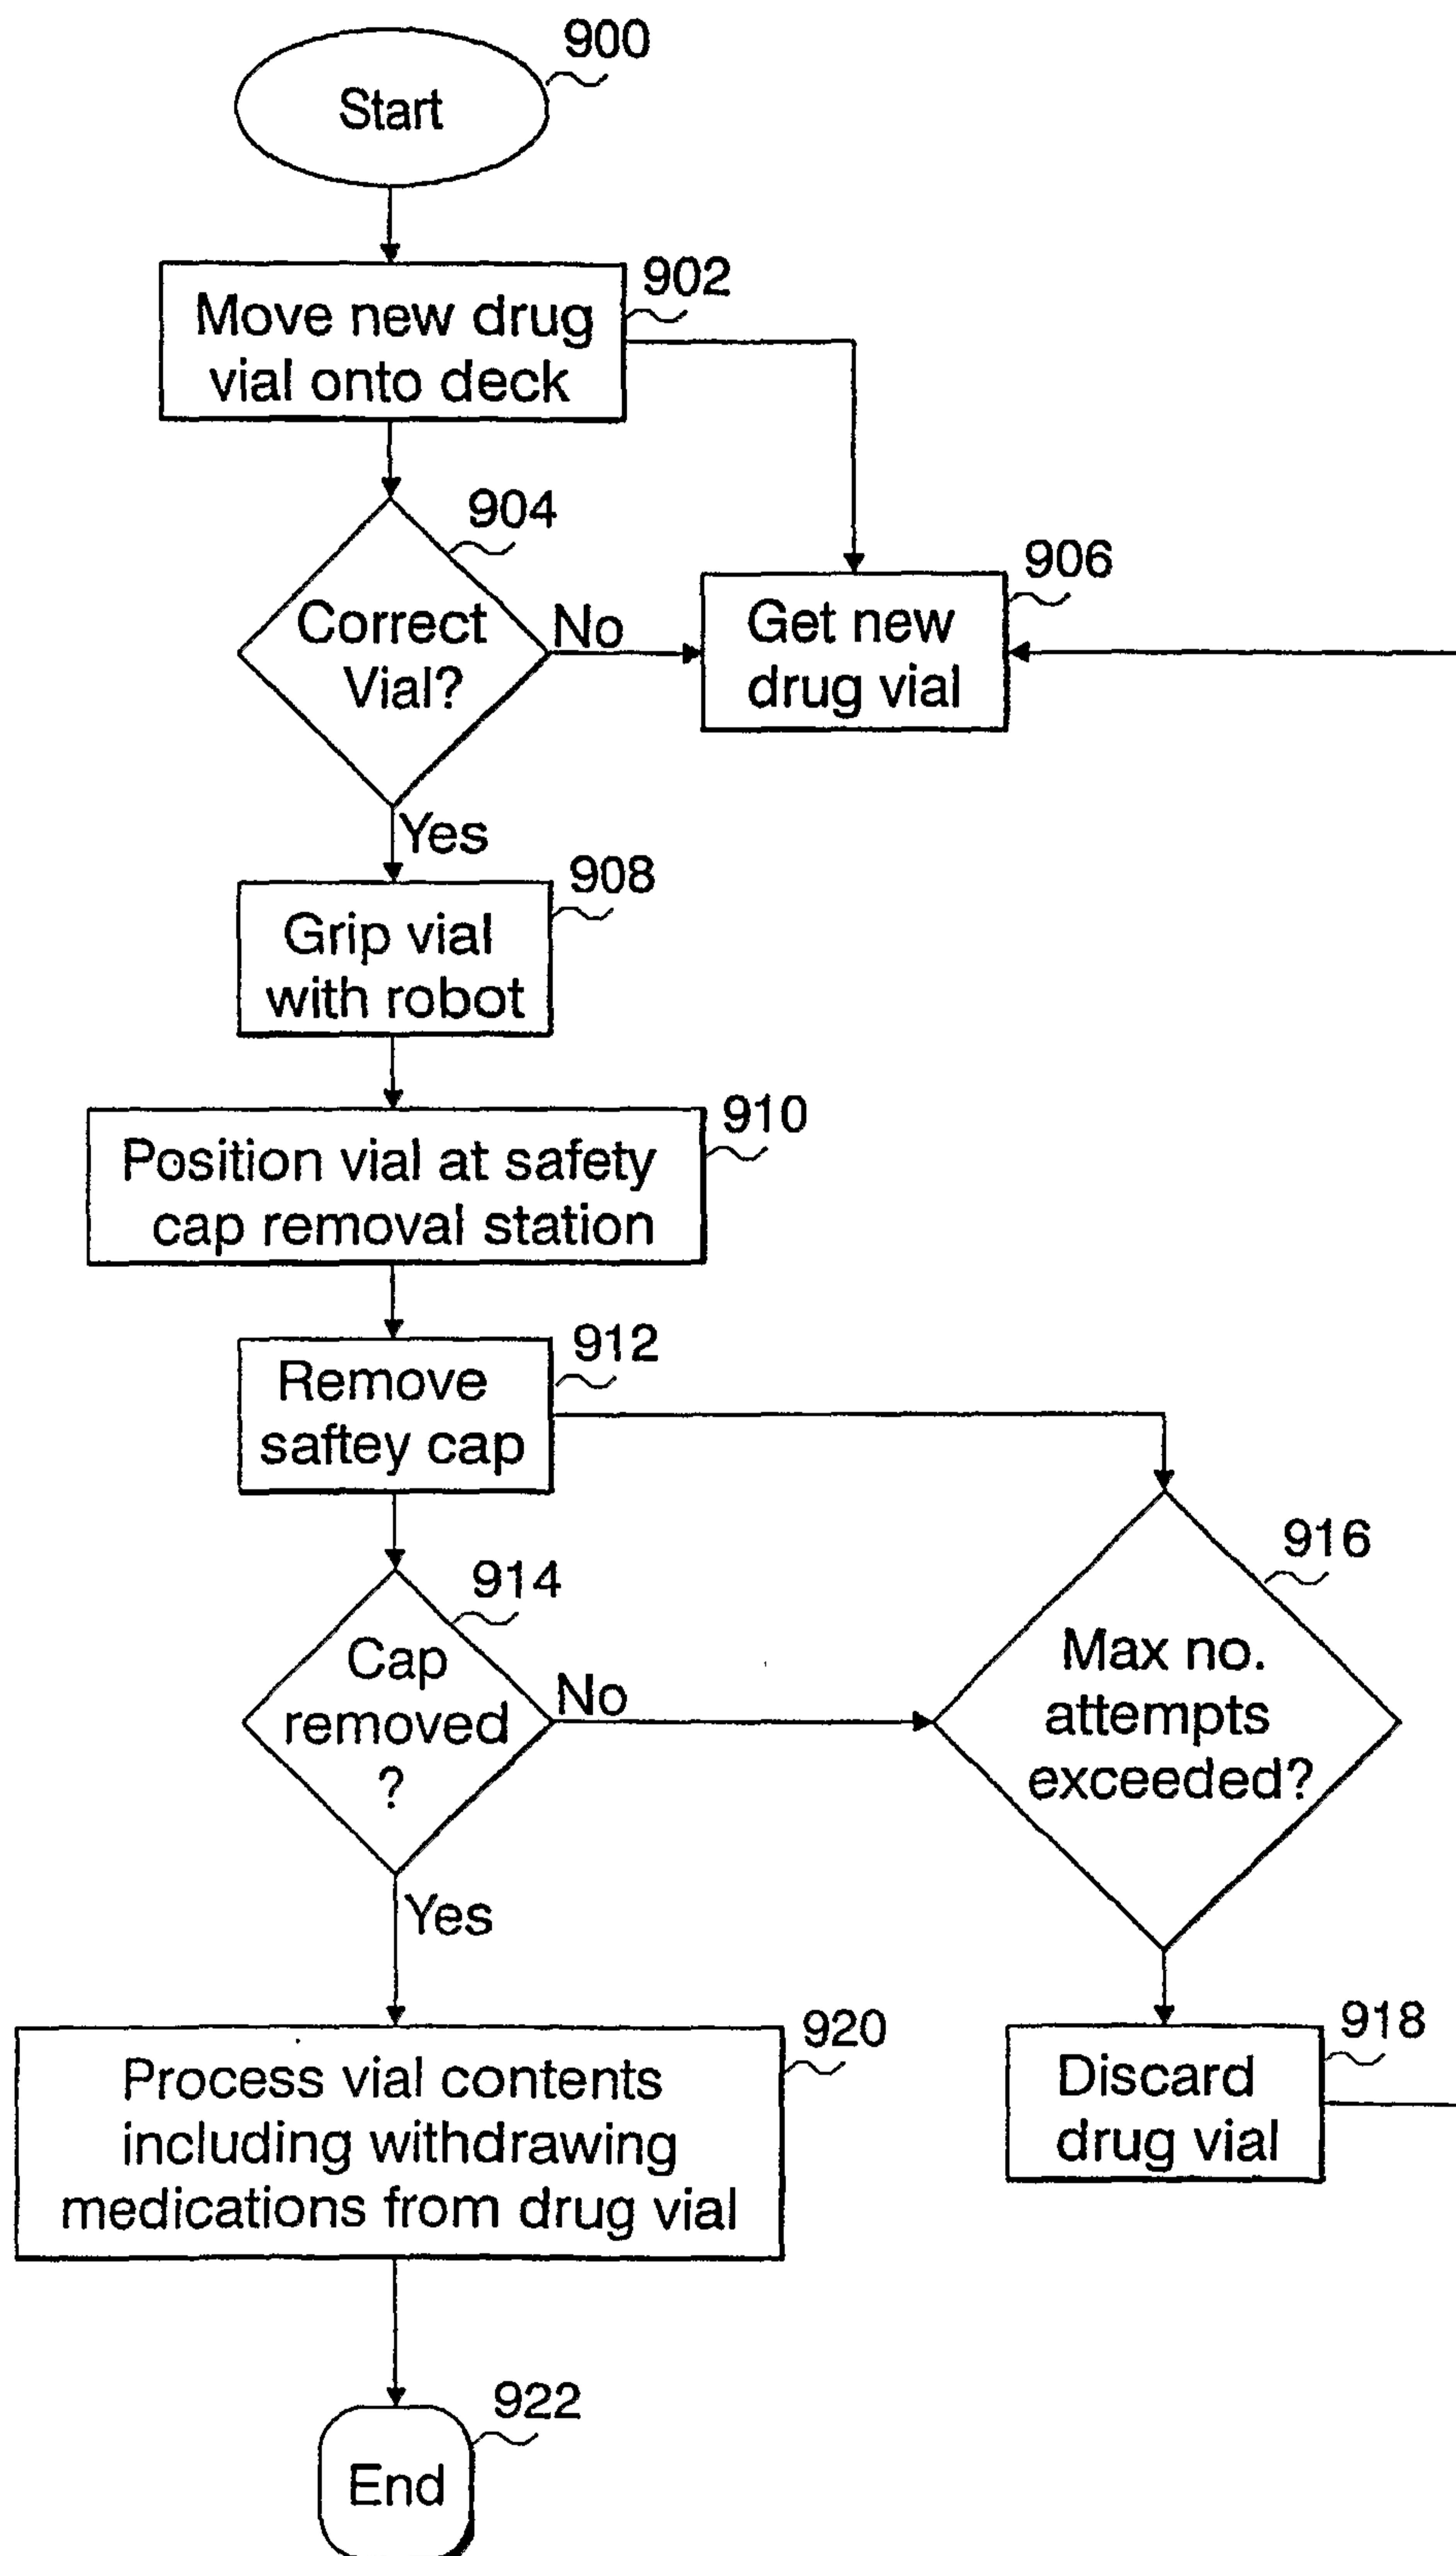 900
Start
902
Move new drug
vial onto deck
904
Correct
Vial?
No
906
Get new
drug vial
Yes
908
Grip vial
with robot
910
Position vial at safety
cap removal station
912
Remove
saftey cap
914
Cap
removed
?
No
916
Max no.
attempts
exceeded?
Yes
918
Discard
drug vial
920
Process vial contents
including withdrawing
medications from drug vial
922
End